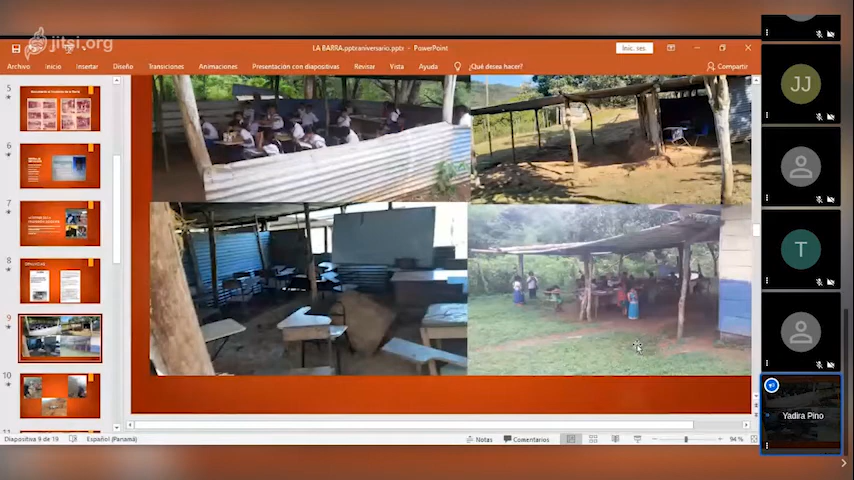 jitsi.org
LA BARRA.pptraniversario.pptx - PowerPoint
Inic. ses.
Archivo Inicio Insertar Diseño Transiciones Animaciones Presentación con diapositivas Revisar Vista Ayuda ¿Qué desea hacer? Compartir
5
6
7
8
9
10
JJ
T
Yadira Pino
Diapositiva 9 de 19 Español (Panamá) Notas Comentarios 94 %